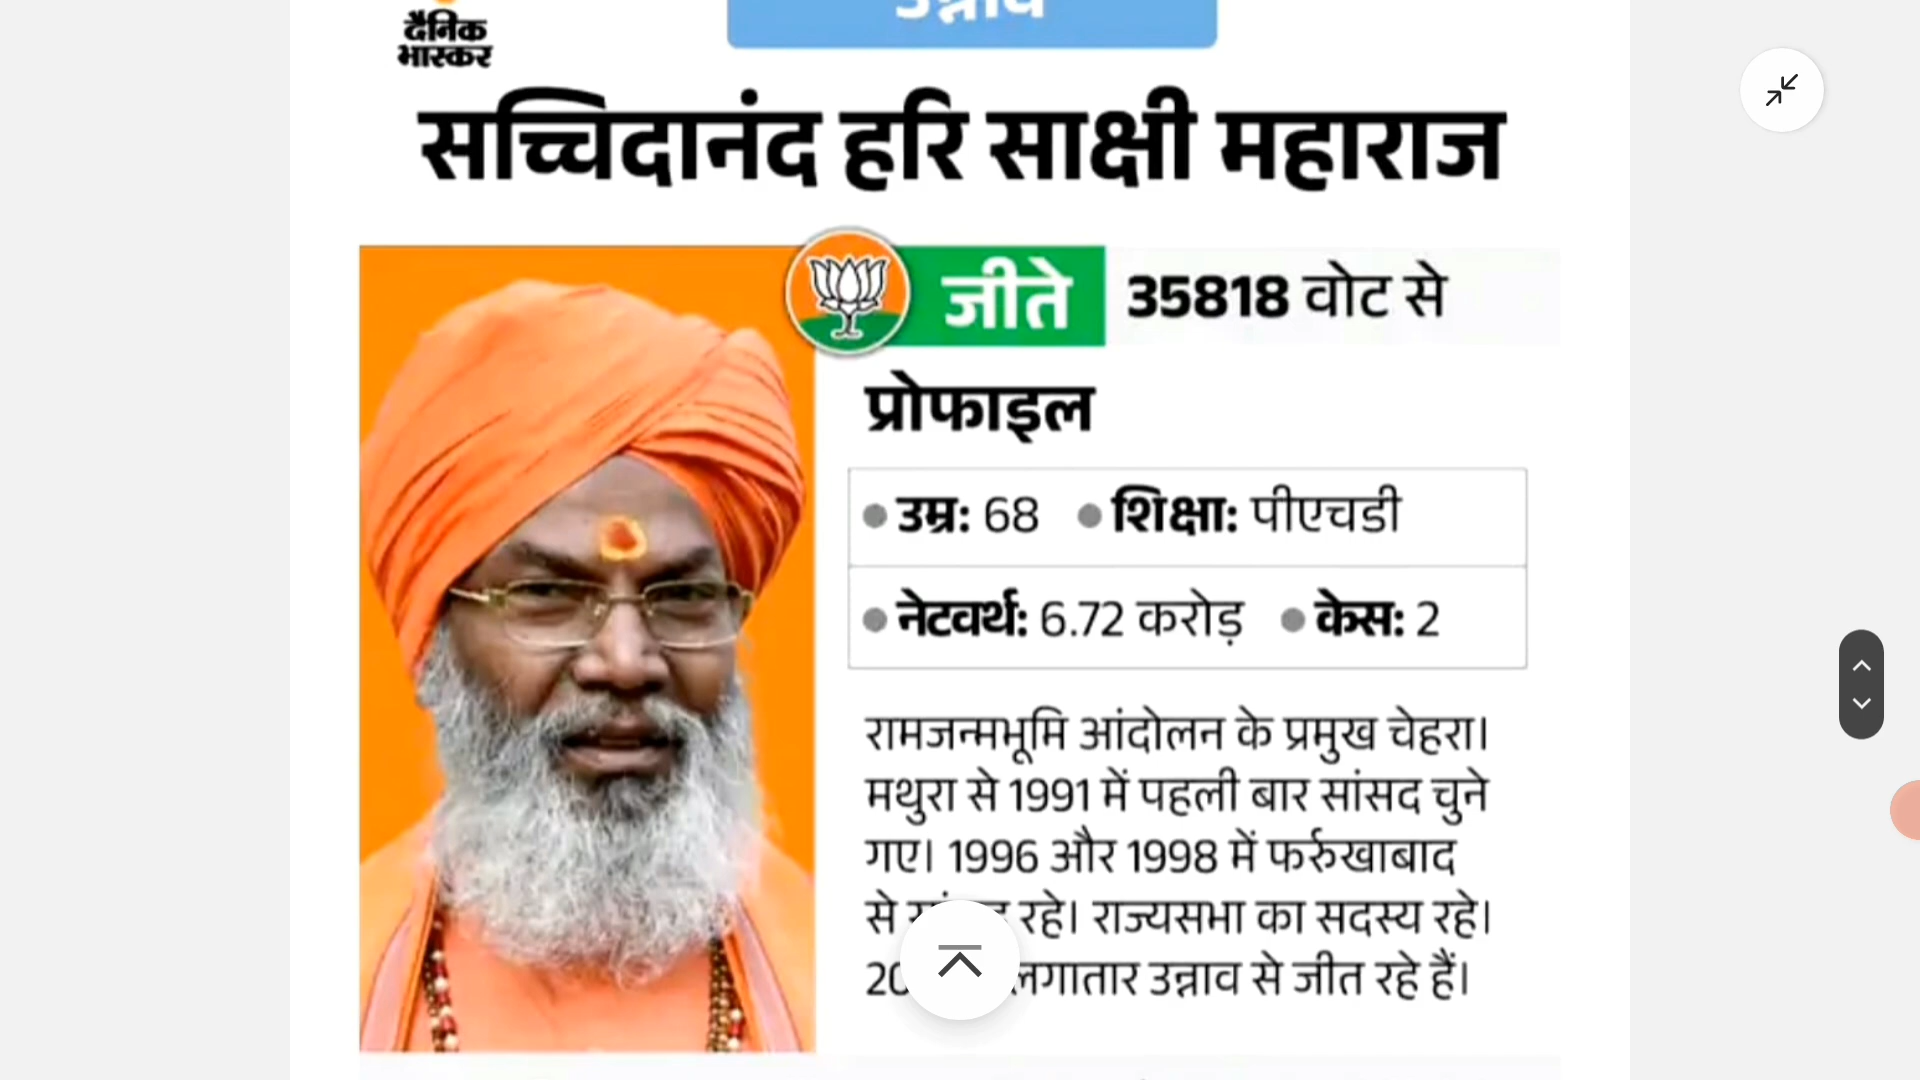 दैनिक
भास्कर
उन्नाव
सच्चिदानंद हरि साक्षी महाराज
जीते 35818 वोट से
प्रोफाइल
उम्र: 68 शिक्षा: पीएचडी
नेटवर्थ: 6.72 करोड़ केस: 2
रामजन्मभूमि आंदोलन के प्रमुख चेहरा।
मथुरा से 1991 में पहली बार सांसद चुने
गए। 1996 और 1998 में फर्रुखाबाद
से रहे। राज्यसभा का सदस्य रहे।
लगातार उन्नाव से जीत रहे हैं।